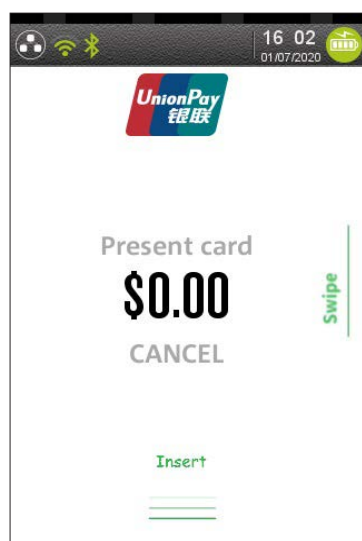 16 02
01/07/2020
UnionPay
银联
Present card
$0.00
Swipe
CANCEL
Insert